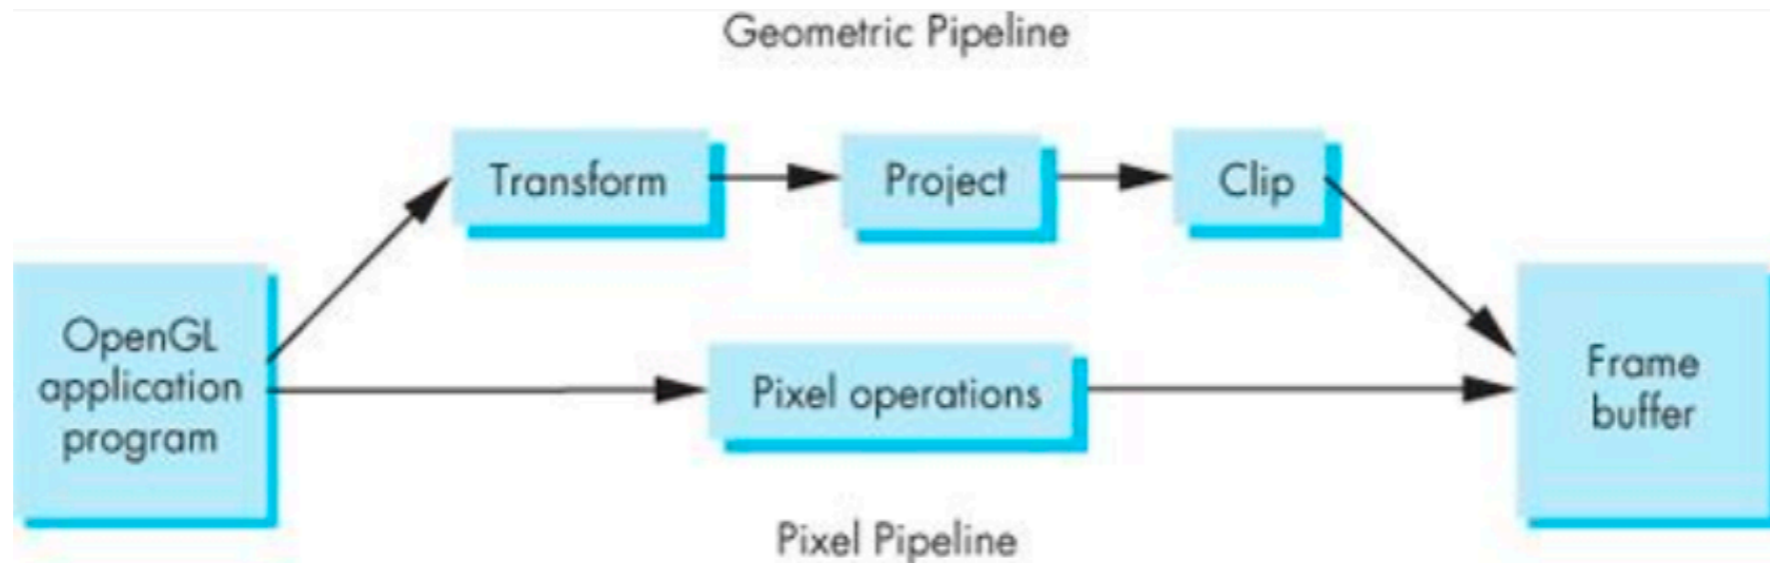 Geometric Pipeline
Transform
Project
Clip
OpenGL
application
program
Pixel operations
Frame
buffer
Pixel Pipeline